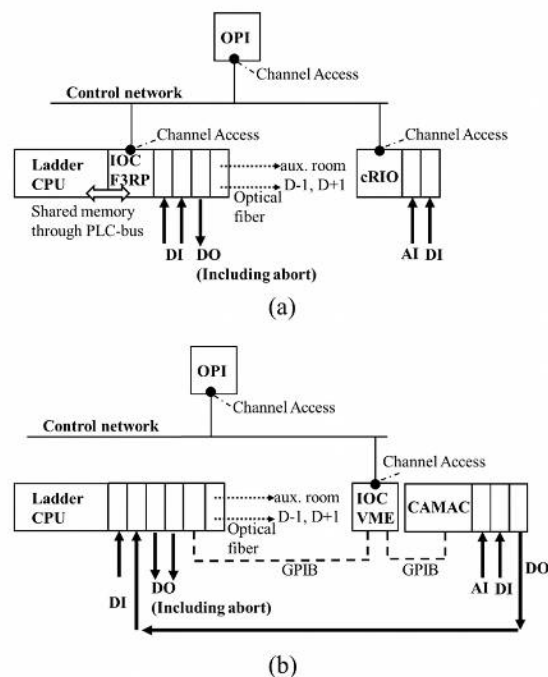 OPI
Channel Access
Control network
Channel Access
Channel Access
Ladder
CPU
IOC
F3RP
aux. room
D-1, D+1
Optical
fiber
cRIO
Shared memory
through PLC-bus
DI
DO
(Including abort)
AI
DI
(a)
OPI
Channel Access
Control network
Channel Access
Ladder
CPU
aux. room
D-1, D+1
Optical
fiber
IOC
VME
CAMAC
GPIB
GPIB
DI
DO
(Including abort)
AI
DI
DO
(b)